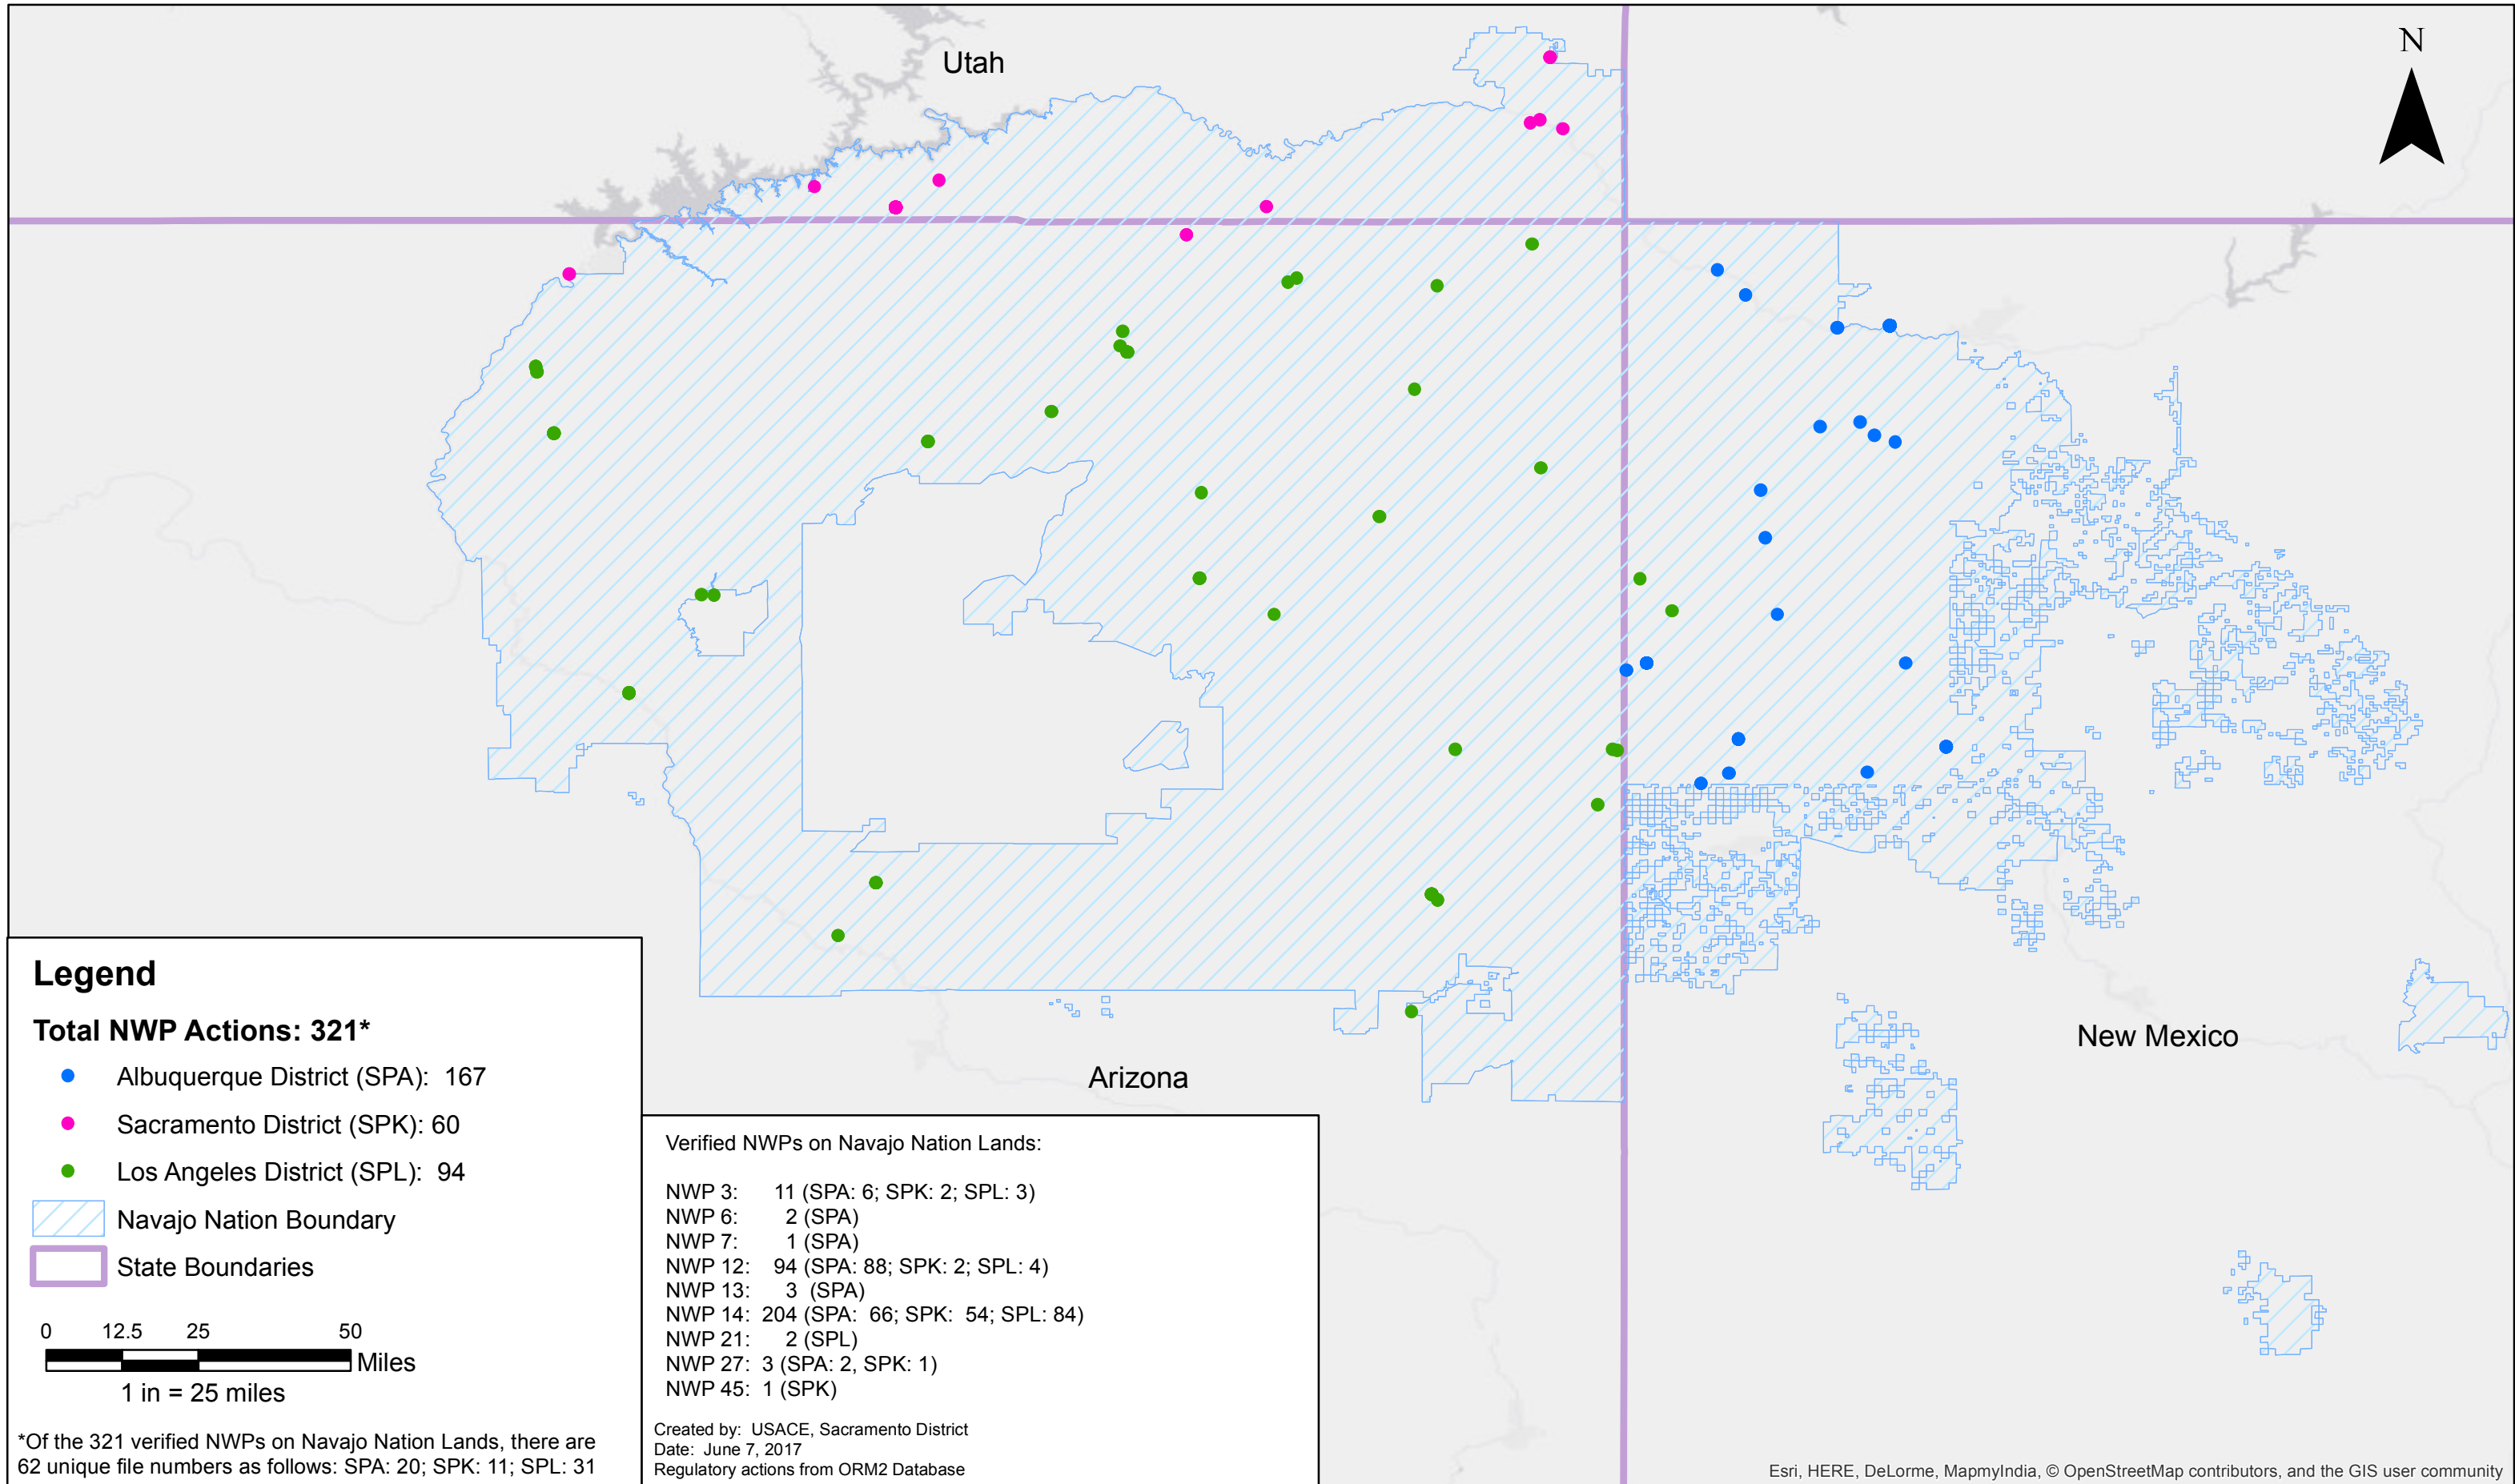 Utah
N
Arizona
New Mexico
Legend
Total NWP Actions: 321*
Albuquerque District (SPA): 167
Sacramento District (SPK): 60
Los Angeles District (SPL): 94
Navajo Nation Boundary
State Boundaries
0 12.5 25 50
Miles
1 in = 25 miles
*Of the 321 verified NWPs on Navajo Nation Lands, there are
62 unique file numbers as follows: SPA: 20; SPK: 11; SPL: 31
Verified NWPs on Navajo Nation Lands:
NWP 3: 11 (SPA: 6; SPK: 2; SPL: 3)
NWP 6: 2 (SPA)
NWP 7: 1 (SPA)
NWP 12: 94 (SPA: 88; SPK: 2; SPL: 4)
NWP 13: 3 (SPA)
NWP 14: 204 (SPA: 66; SPK: 54; SPL: 84)
NWP 21: 2 (SPL)
NWP 27: 3 (SPA: 2, SPK: 1)
NWP 45: 1 (SPK)
Created by: USACE, Sacramento District
Date: June 7, 2017
Regulatory actions from ORM2 Database
Esri, HERE, DeLorme, MapmyIndia, © OpenStreetMap contributors, and the GIS user community